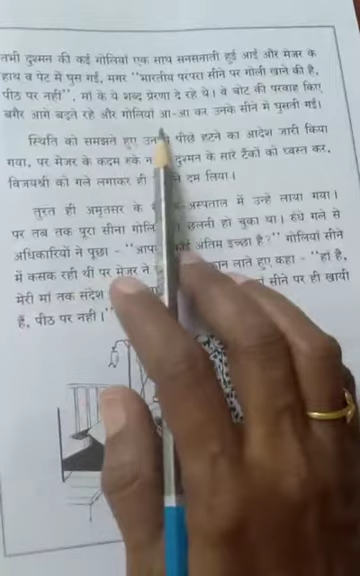 तभी दुश्मन की कई गोलियाँ एक साथ सनसनाती हुई आई और मेजर के
हाथ व पेट में घुस गई, मगर "भारतीय परंपरा सीने पर गोली खाने की है,
पीठ पर नहीं", मां के ये शब्द प्रेरणा दे रहे थे। वे चोट की परवाह किए
बगैर आगे बढ़ते रहे और गोलियाँ आ-आ कर उनके सीने में घुसती गई।
स्थिति को समझते हुए पीछे हटने का आदेश जारी किया
गया, पर मेजर के कदम रुके दुश्मन के सारे टैंकों को ध्वस्त कर,
विजयश्री को गले लगाकर ही दम लिया।
तुरत ही अमृतसर के अस्पताल में उन्हें लाया गया।
पर तब तक पूरा सीना छलनी हो चुका था। रुंधे गले से
अधिकारियों ने पूछा - अंतिम इच्छा है?" गोलियाँ सीने
में कसक रही थीं पर मेजर ने लाते हुए कहा - "हां है,
मेरी मां तक संदेश सीने पर ही खायी
हैं, पीठ पर नहीं।"